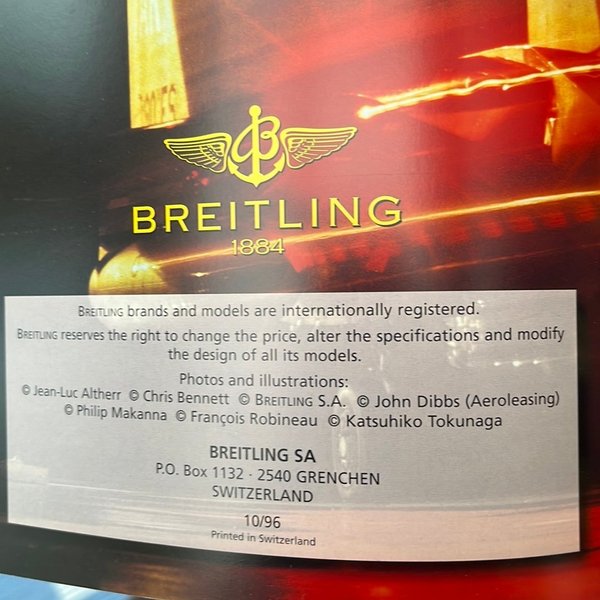 BREITLING
1884
BREITLING brands and models are internationally registered.
BREITLING reserves the right to change the price, alter the specifications and modify
the design of all its models.
Photos and illustrations:
© Jean-Luc Altherr © Chris Bennett © BREITLING S.A. © John Dibbs (Aeroleasing)
© Philip Makanna © François Robineau © Katsuhiko Tokunaga
BREITLING SA
P.O. Box 1132 · 2540 GRENCHEN
SWITZERLAND
10/96
Printed in Switzerland